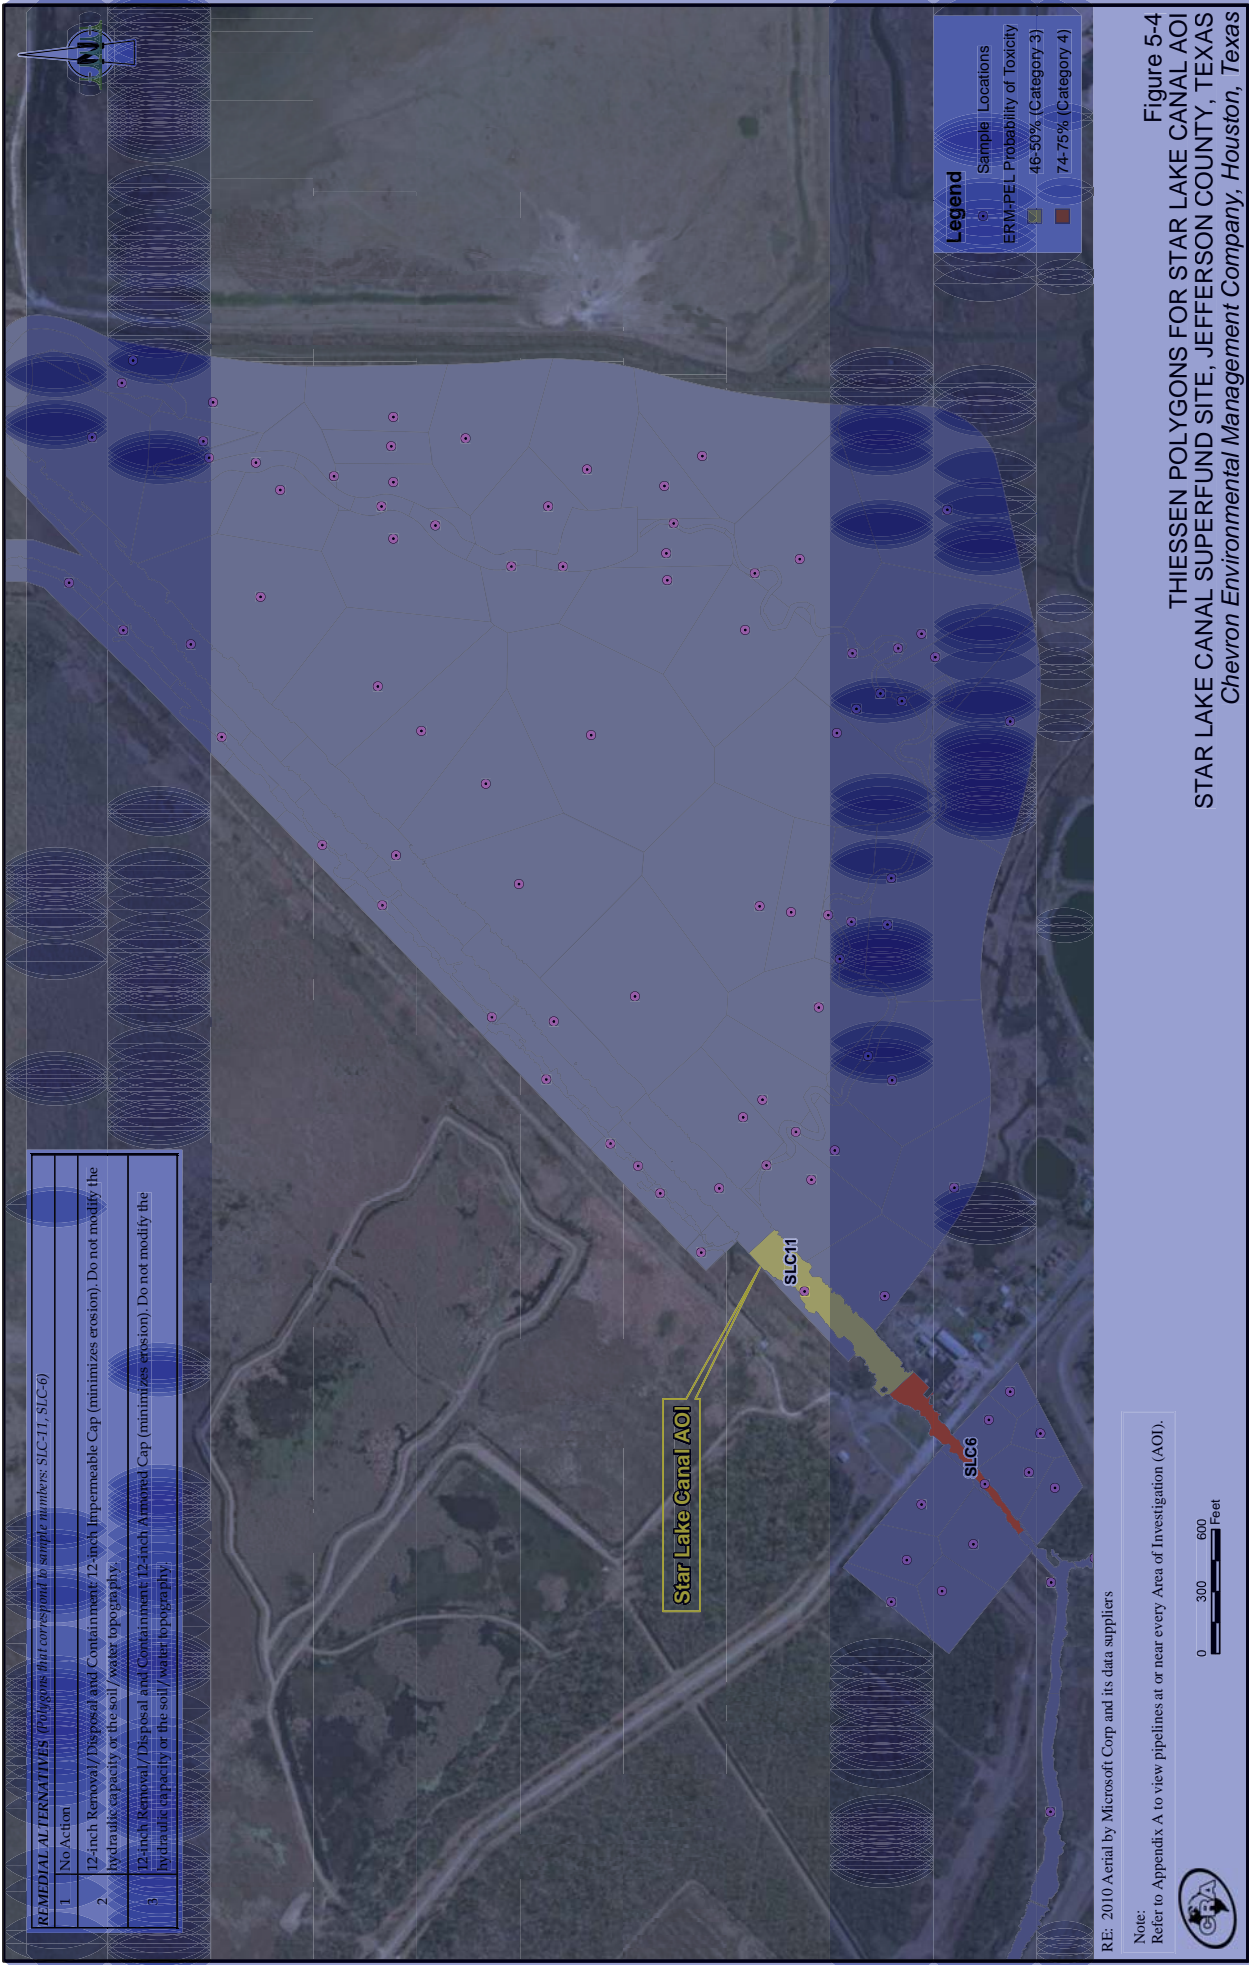 REMEDIAL ALTERNATIVES (Polygons that correspond to sample numbers: SLC-11, SLC-6)
1 No Action
2 12-inch Removal/Disposal and Containment: 12-inch Impermeable Cap (minimizes erosion). Do not modify the
hydraulic capacity or the soil/water topography.
3 12-inch Removal/Disposal and Containment: 12-inch Armored Cap (minimizes erosion). Do not modify the
hydraulic capacity or the soil/water topography.
N
Star Lake Canal AOI
SLC11
SLC6
Legend
Sample Locations
ERM-PEL Probability of Toxicity
46-50% (Category 3)
74-75% (Category 4)
RE: 2010 Aerial by Microsoft Corp and its data suppliers
Note:
Refer to Appendix A to view pipelines at or near every Area of Investigation (AOI).
0 300 600
Feet
CRA
Figure 5-4
THIESSEN POLYGONS FOR STAR LAKE CANAL AOI
STAR LAKE CANAL SUPERFUND SITE, JEFFERSON COUNTY, TEXAS
Chevron Environmental Management Company, Houston, Texas